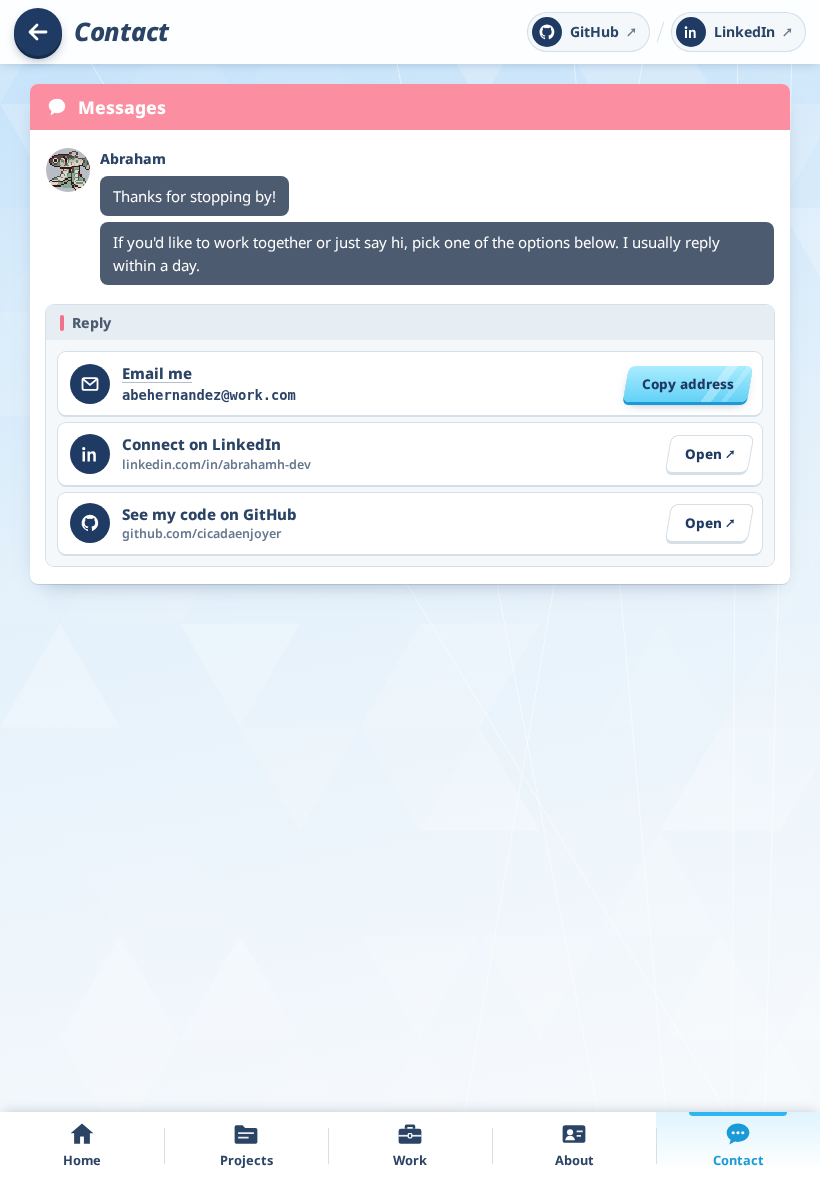 Contact
GitHub ↗
LinkedIn ↗
Messages
Abraham
Thanks for stopping by!
If you'd like to work together or just say hi, pick one of the options below. I usually reply
within a day.
Reply
Email me
abehernandez@work.com
Copy address
Connect on LinkedIn
linkedin.com/in/abrahamh-dev
Open ↗
See my code on GitHub
github.com/cicadaenjoyer
Open ↗
Home
Projects
Work
About
Contact